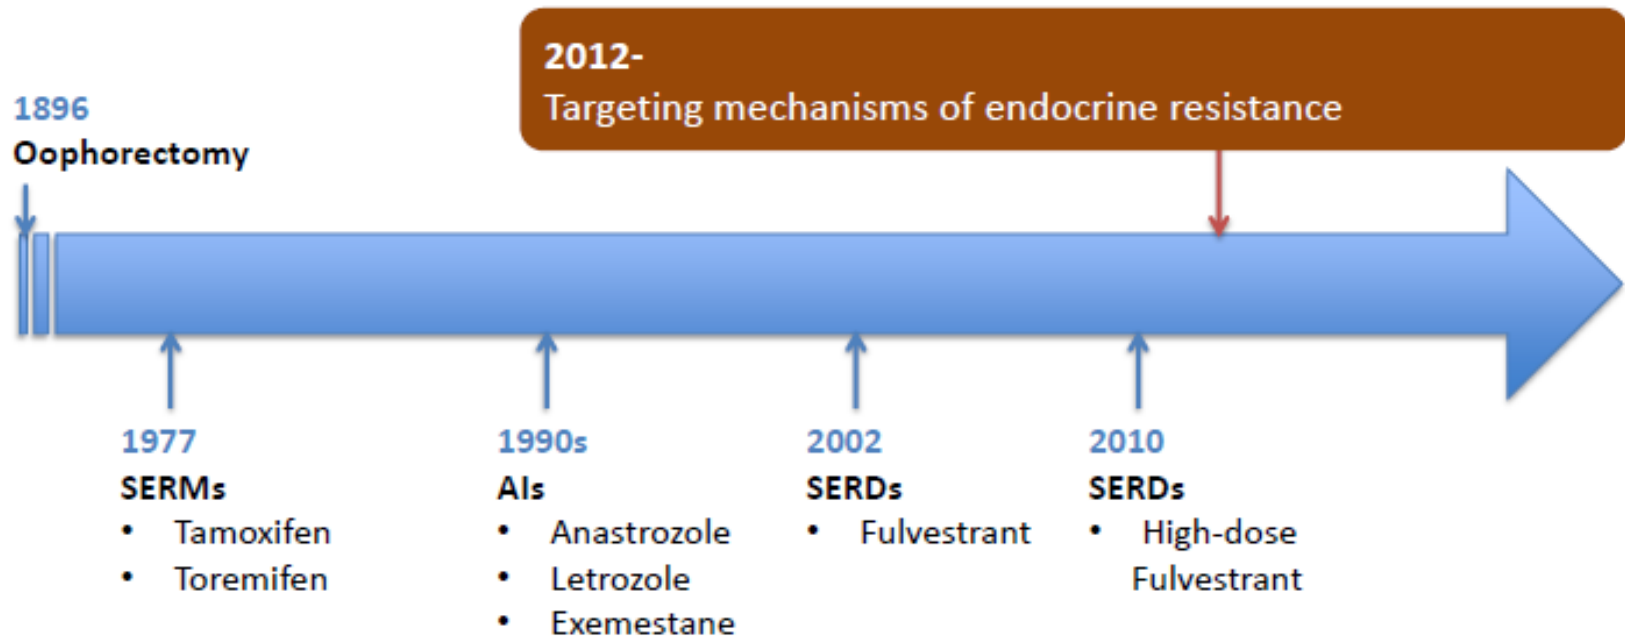 2012-
Targeting mechanisms of endocrine resistance
1896
Oophorectomy
1977
SERMs
• Tamoxifen
• Toremifen
1990s
AIs
• Anastrozole
• Letrozole
• Exemestane
2002
SERDs
• Fulvestrant
2010
SERDs
• High-dose
Fulvestrant